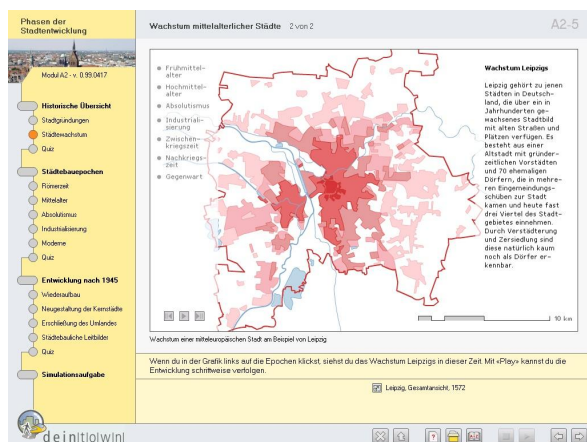 Phasen der
Stadtentwicklung
Modul A2 - v. 0.99.0417
Historische Übersicht
Stadtgründungen
Städtewachstum
Quiz
Städtebauepochen
Römerzeit
Mittelalter
Absolutismus
Industrialisierung
Moderne
Quiz
Entwicklung nach 1945
Wiederaufbau
Neugestaltung der Kernstädte
Erschließung des Umlandes
Städtebauliche Leitbilder
Quiz
Simulationsaufgabe
dein|t|o|w|n|
Wachstum mittelalterlicher Städte 2 von 2
A2-5
Frühmittel-
alter
Hochmittel-
alter
Absolutismus
Industriali-
sierung
Zwischen-
kriegszeit
Nachkriegs-
zeit
Gegenwart
Wachstum Leipzigs
Leipzig gehört zu jenen
Städten in Deutsch-
land, die über ein in
Jahrhunderten ge-
wachsenes Stadtbild
mit alten Straßen und
Plätzen verfügen. Es
besteht aus einer
Altstadt mit gründer-
zeitlichen Vorstädten
und 70 ehemaligen
Dörfern, die in mehre-
ren Eingemeindungs-
schüben zur Stadt
kamen und heute fast
drei Viertel des Stadt-
gebietes einnehmen.
Durch Verstädterung
und Zersiedlung sind
diese natürlich kaum
noch als Dörfer er-
kennbar.
10 km
Wachstum einer mitteleuropäischen Stadt am Beispiel von Leipzig
Wenn du in der Grafik links auf die Epochen klickst, siehst du das Wachstum Leipzigs in dieser Zeit. Mit «Play» kannst du die
Entwicklung schrittweise verfolgen.
Leipzig, Gesamtansicht, 1572